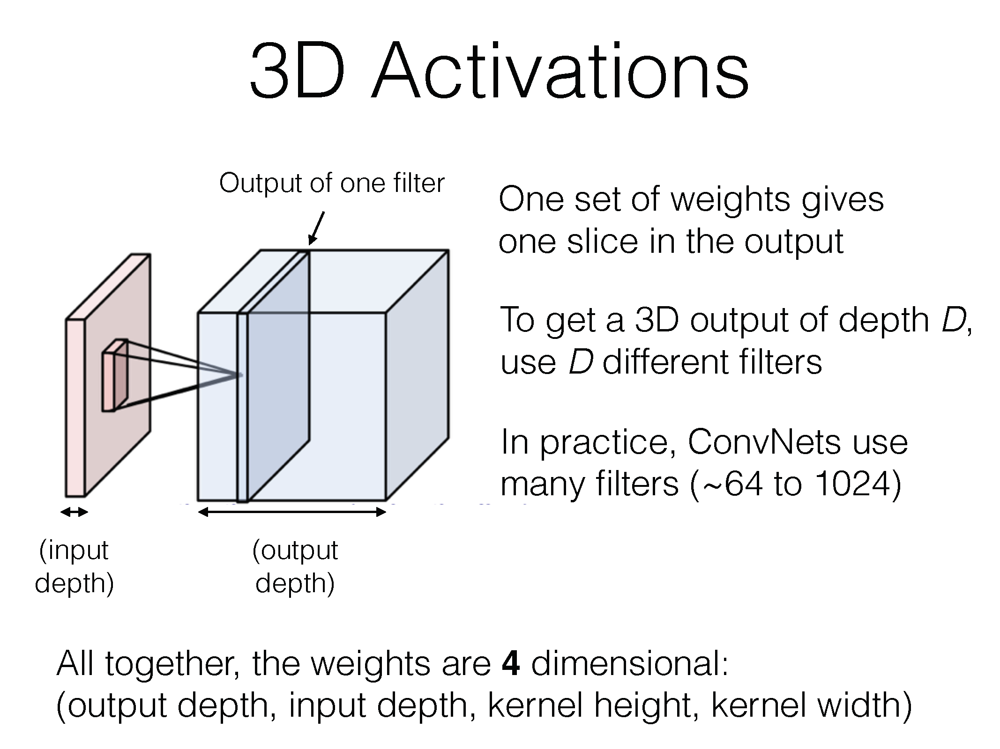 3D Activations
Output of one filter
One set of weights gives
one slice in the output
To get a 3D output of depth D,
use D different filters
In practice, ConvNets use
many filters (~64 to 1024)
(input
depth)
(output
depth)
All together, the weights are 4 dimensional:
(output depth, input depth, kernel height, kernel width)